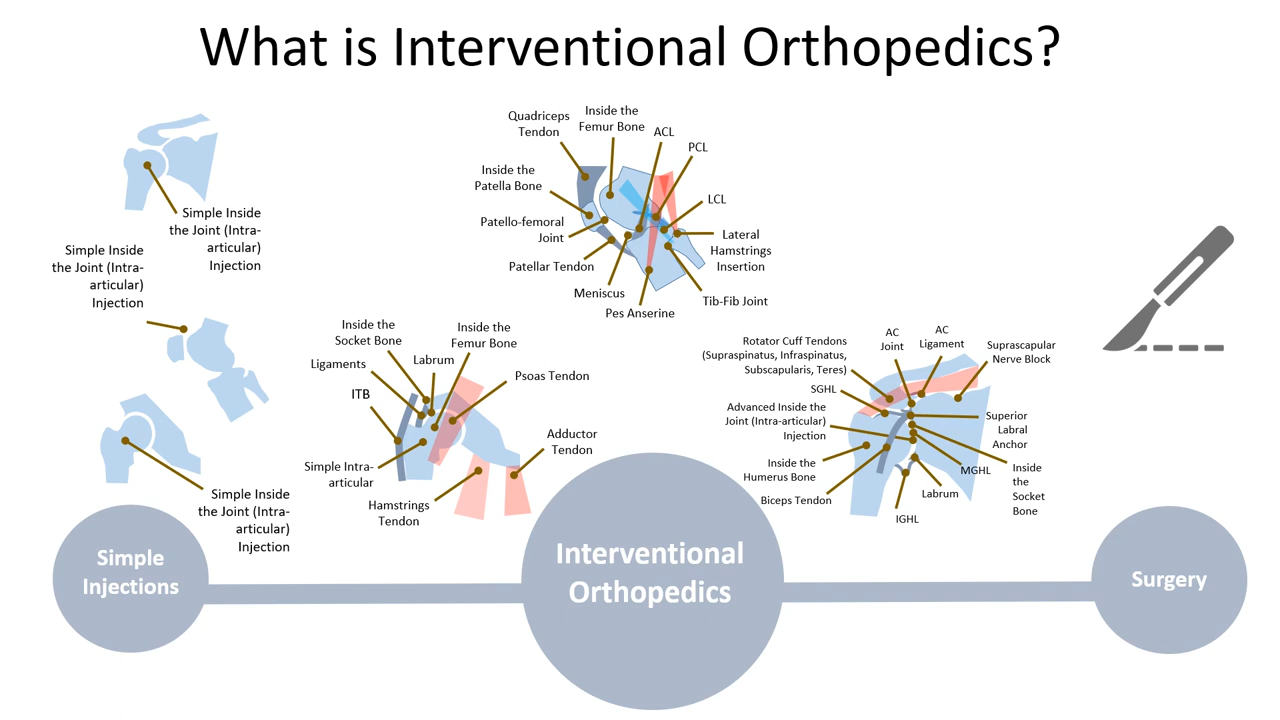 What is Interventional Orthopedics?
Simple Inside
the Joint (Intra-
articular)
Injection
Simple Inside
the Joint (Intra-
articular)
Injection
Simple Inside
the Joint (Intra-
articular)
Injection
Quadriceps
Tendon
Inside the
Femur Bone
ACL
PCL
Inside the
Patella Bone
LCL
Patello-femoral
Joint
Lateral
Hamstrings
Insertion
Patellar Tendon
Meniscus
Pes Anserine
Tib-Fib Joint
Inside the
Socket Bone
Inside the
Femur Bone
Ligaments
Labrum
Psoas Tendon
ITB
Adductor
Tendon
Simple Intra-
articular
Hamstrings
Tendon
Rotator Cuff Tendons
(Supraspinatus, Infraspinatus,
Subscapularis, Teres)
AC
Joint
AC
Ligament
Suprascapular
Nerve Block
SGHL
Advanced Inside the
Joint (Intra-articular)
Injection
Superior
Labral
Anchor
Inside the
Humerus Bone
MGHL
Inside
the
Socket
Bone
Biceps Tendon
Labrum
IGHL
Simple
Injections
Interventional
Orthopedics
Surgery